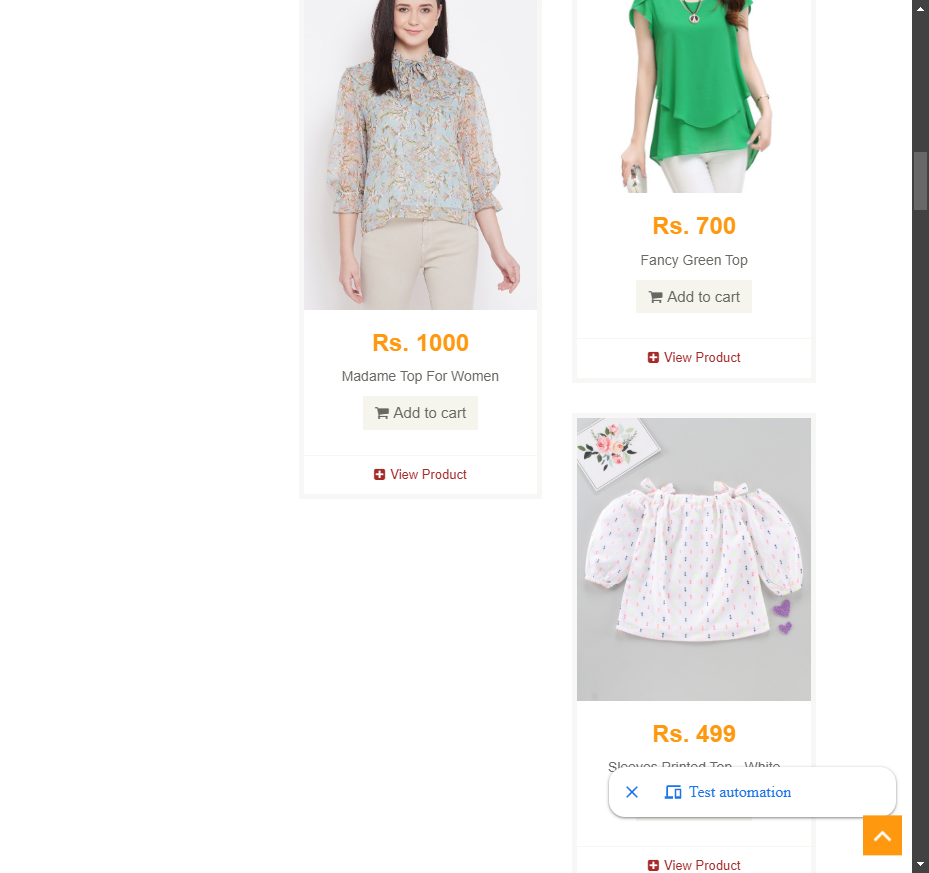 Rs. 1000
Madame Top For Women
Add to cart
View Product
Rs. 700
Fancy Green Top
Add to cart
View Product
Rs. 499
Sleeves Printed Top - White
Test automation
View Product